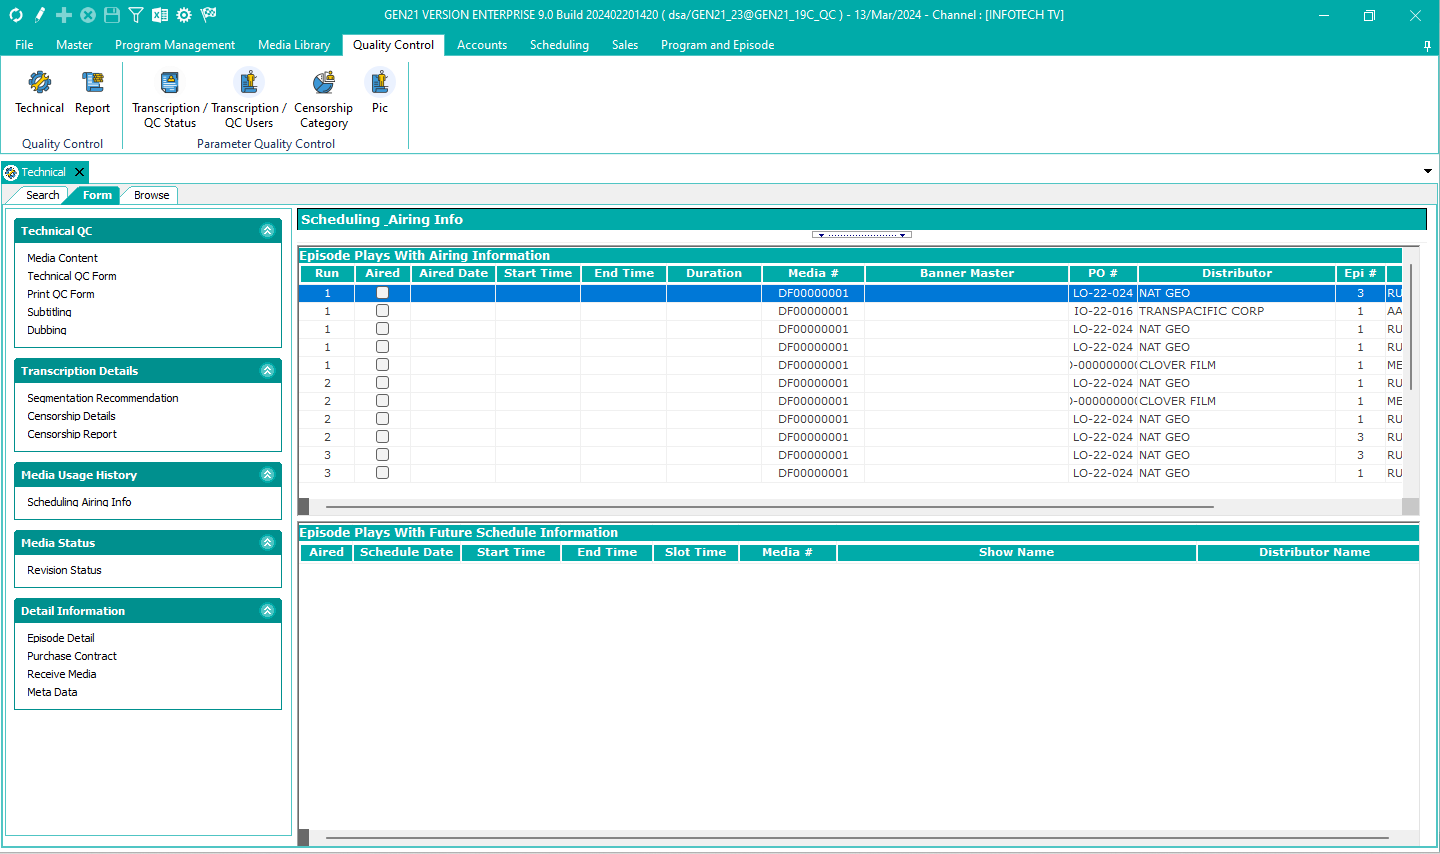 GEN21 VERSION ENTERPRISE 9.0 Build 202402201420 ( dsa/GEN21_23@GEN21_19C_QC ) - 13/Mar/2024 - Channel : [INFOTECH TV]
File Master Program Management Media Library Quality Control Accounts Scheduling Sales Program and Episode
Technical Report Transcription / QC Status Transcription / QC Users Censorship Category Pic
Quality Control Parameter Quality Control
Technical
Search Form Browse
Technical QC
Media Content
Technical QC Form
Print QC Form
Subtitling
Dubbing
Transcription Details
Segmentation Recommendation
Censorship Details
Censorship Report
Media Usage History
Scheduling Airing Info
Media Status
Revision Status
Detail Information
Episode Detail
Purchase Contract
Receive Media
Meta Data
Scheduling _Airing Info
Episode Plays With Airing Information
Run Aired Aired Date Start Time End Time Duration Media # Banner Master PO # Distributor Epi #
1 DF00000001 LO-22-024 NAT GEO 3 RU
1 DF00000001 IO-22-016 TRANSPACIFIC CORP 1 AA
1 DF00000001 LO-22-024 NAT GEO 1 RU
1 DF00000001 LO-22-024 NAT GEO 1 RU
1 DF00000001 CLOVER FILM 1 ME
2 DF00000001 LO-22-024 NAT GEO 1 RU
2 DF00000001 CLOVER FILM 1 ME
2 DF00000001 LO-22-024 NAT GEO 1 RU
2 DF00000001 LO-22-024 NAT GEO 3 RU
3 DF00000001 LO-22-024 NAT GEO 3 RU
3 DF00000001 LO-22-024 NAT GEO 1 RU
Episode Plays With Future Schedule Information
Aired Schedule Date Start Time End Time Slot Time Media # Show Name Distributor Name